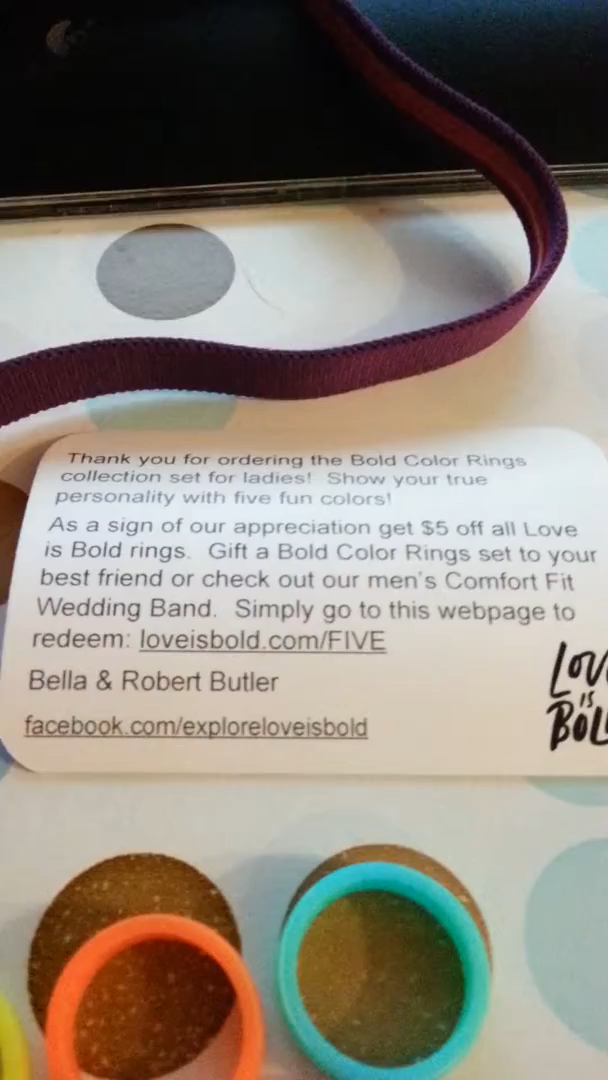 Thank you for ordering the Bold Color Rings
collection set for ladies! Show your true
personality with five fun colors!
As a sign of our appreciation get $5 off all Love
is Bold rings. Gift a Bold Color Rings set to your
best friend or check out our men's Comfort Fit
Wedding Band. Simply go to this webpage to
redeem: loveisbold.com/FIVE
Bella & Robert Butler
facebook.com/exploreloveisbold
IS